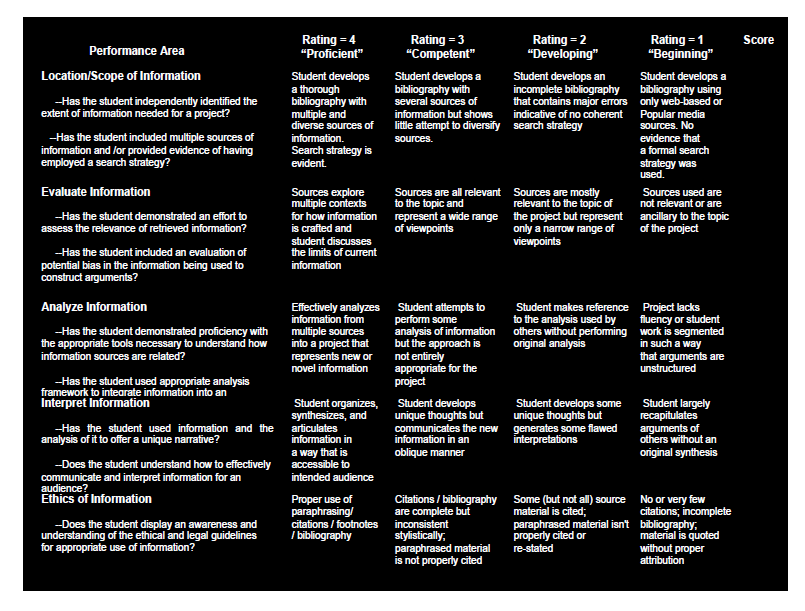 Performance Area
Rating = 4
“Proficient”
Rating = 3
“Competent”
Rating = 2
“Developing”
Rating = 1
“Beginning”
Score
Location/Scope of Information
--Has the student independently identified the
extent of information needed for a project?
--Has the student included multiple sources of
information and /or provided evidence of having
employed a search strategy?
Student develops
a thorough
bibliography with
multiple and
diverse sources of
information.
Search strategy is
evident.
Student develops a
bibliography with
several sources of
information but shows
little attempt to diversify
sources.
Student develops an
incomplete bibliography
that contains major errors
indicative of no coherent
search strategy
Student develops a
bibliography using
only web-based or
Popular media
sources. No
evidence that
a formal search
strategy was
used.
Evaluate Information
--Has the student demonstrated an effort to
assess the relevance of retrieved information?
--Has the student included an evaluation of
potential bias in the information being used to
construct arguments?
Sources explore
multiple contexts
for how information
is crafted and
student discusses
the limits of current
information
Sources are all relevant
to the topic and
represent a wide range
of viewpoints
Sources are mostly
relevant to the topic of
the project but represent
only a narrow range of
viewpoints
Sources used are
not relevant or are
ancillary to the topic
of the project
Analyze Information
--Has the student demonstrated proficiency with
the appropriate tools necessary to understand how
information sources are related?
--Has the student used appropriate analysis
framework to integrate information into an
Effectively analyzes
information from
multiple sources
into a project that
represents new or
novel information
Student attempts to
perform some
analysis of information
but the approach is
not entirely
appropriate for the
project
Student makes reference
to the analysis used by
others without performing
original analysis
Project lacks
fluency or student
work is segmented
in such a way
that arguments are
unstructured
Interpret Information
--Has the student used information and the
analysis of it to offer a unique narrative?
--Does the student understand how to effectively
communicate and interpret information for an
audience?
Student organizes,
synthesizes, and
articulates
information in
a way that is
accessible to
intended audience
Student develops
unique thoughts but
communicates the new
information in an
oblique manner
Student develops some
unique thoughts but
generates some flawed
interpretations
Student largely
recapitulates
arguments of
others without an
original synthesis
Ethics of Information
--Does the student display an awareness and
understanding of the ethical and legal guidelines
for appropriate use of information?
Proper use of
paraphrasing/
citations / footnotes
/ bibliography
Citations / bibliography
are complete but
inconsistent
stylistically;
paraphrased material
is not properly cited
Some (but not all) source
material is cited;
paraphrased material isn't
properly cited or
re-stated
No or very few
citations; incomplete
bibliography;
material is quoted
without proper
attribution